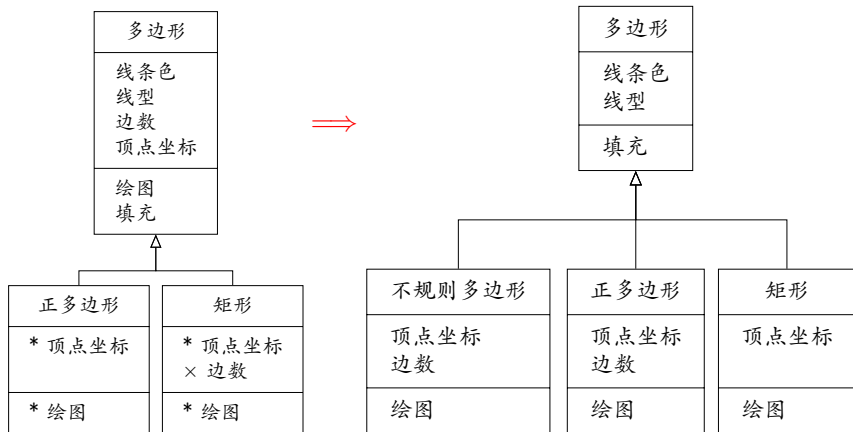 多边形
线条色
线型
边数
顶点坐标
绘图
填充
正多边形
* 顶点坐标
* 绘图
矩形
* 顶点坐标
× 边数
* 绘图
⟹
多边形
线条色
线型
填充
不规则多边形
顶点坐标
边数
绘图
正多边形
顶点坐标
边数
绘图
矩形
顶点坐标
绘图